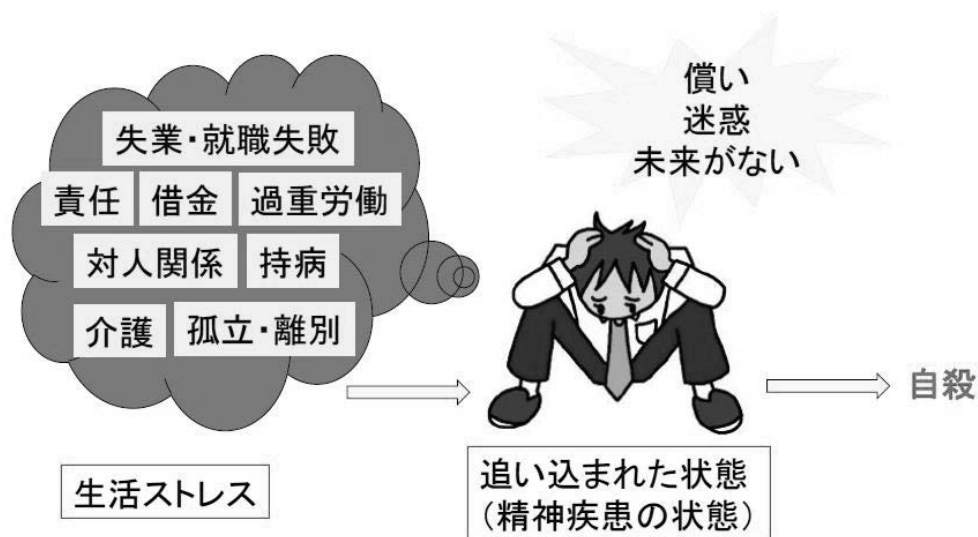 失業・就職失敗
責任
借金
過重労働
対人関係
持病
介護
孤立・離別
生活ストレス
償い
迷惑
未来がない
追い込まれた状態
(精神疾患の状態)
自殺